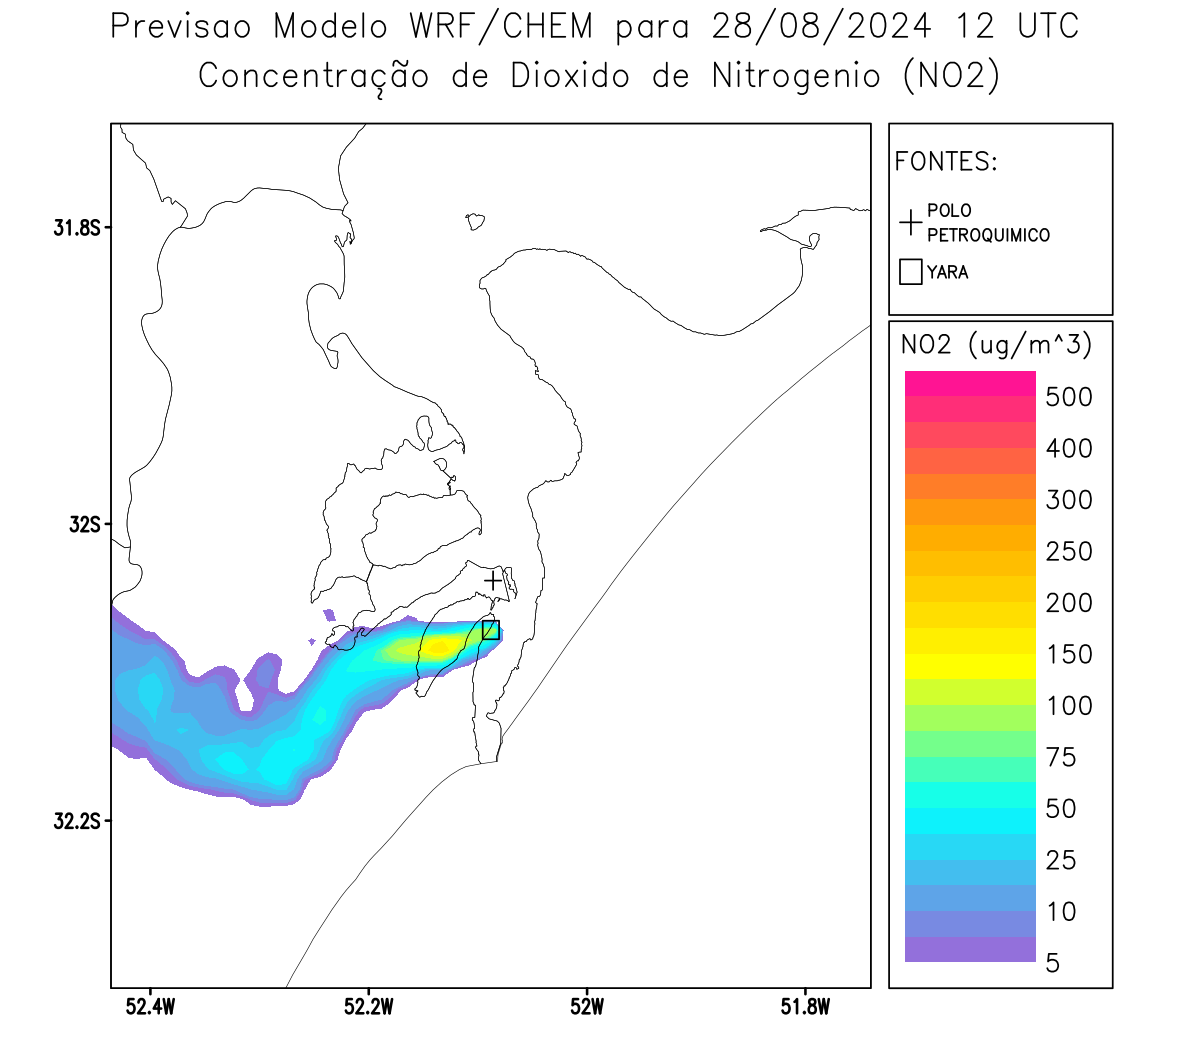 Previsao Modelo WRF/CHEM para 28/08/2024 12 UTC
Concentração de Dioxido de Nitrogenio (NO2)
FONTES:
POLO
PETROQUIMICO
YARA
NO2 (ug/m^3)
500
400
300
250
200
150
100
75
50
25
10
5
31.8S
32S
32.2S
52.4W
52.2W
52W
51.8W